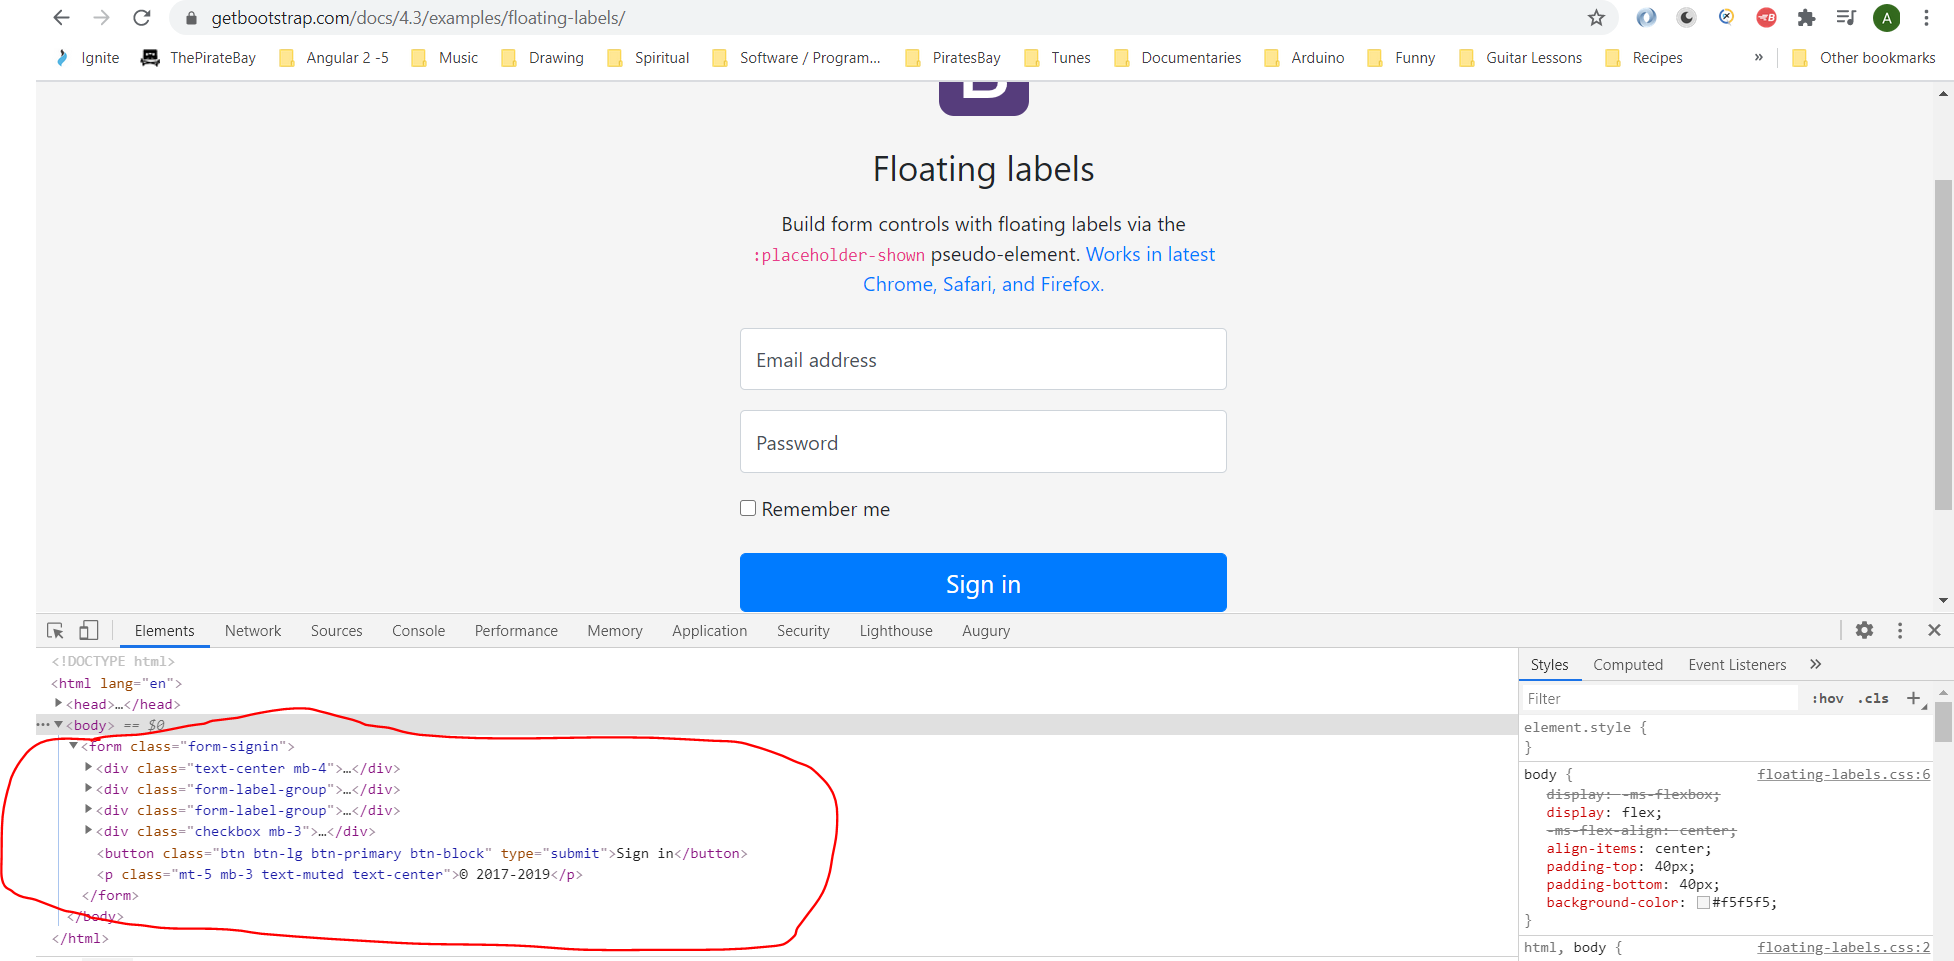 getbootstrap.com/docs/4.3/examples/floating-labels/
A
Ignite ThePirateBay Angular 2 -5 Music Drawing Spiritual Software / Program... PiratesBay Tunes Documentaries Arduino Funny Guitar Lessons Recipes » Other bookmarks
Floating labels
Build form controls with floating labels via the
:placeholder-shown pseudo-element. Works in latest
Chrome, Safari, and Firefox.
Email address
Password
Remember me
Sign in
Elements Network Sources Console Performance Memory Application Security Lighthouse Augury
<!DOCTYPE html>
<html lang="en">
<head>…</head>
<body> == $0
<form class="form-signin">
<div class="text-center mb-4">…</div>
<div class="form-label-group">…</div>
<div class="form-label-group">…</div>
<div class="checkbox mb-3">…</div>
<button class="btn btn-lg btn-primary btn-block" type="submit">Sign in</button>
<p class="mt-5 mb-3 text-muted text-center">© 2017-2019</p>
</form>
</body>
</html>
Styles Computed Event Listeners »
Filter :hov .cls +
element.style {
}
body { floating-labels.css:6
display: -ms-flexbox;
display: flex;
-ms-flex-align: center;
align-items: center;
padding-top: 40px;
padding-bottom: 40px;
background-color: #f5f5f5;
}
html, body { floating-labels.css:2